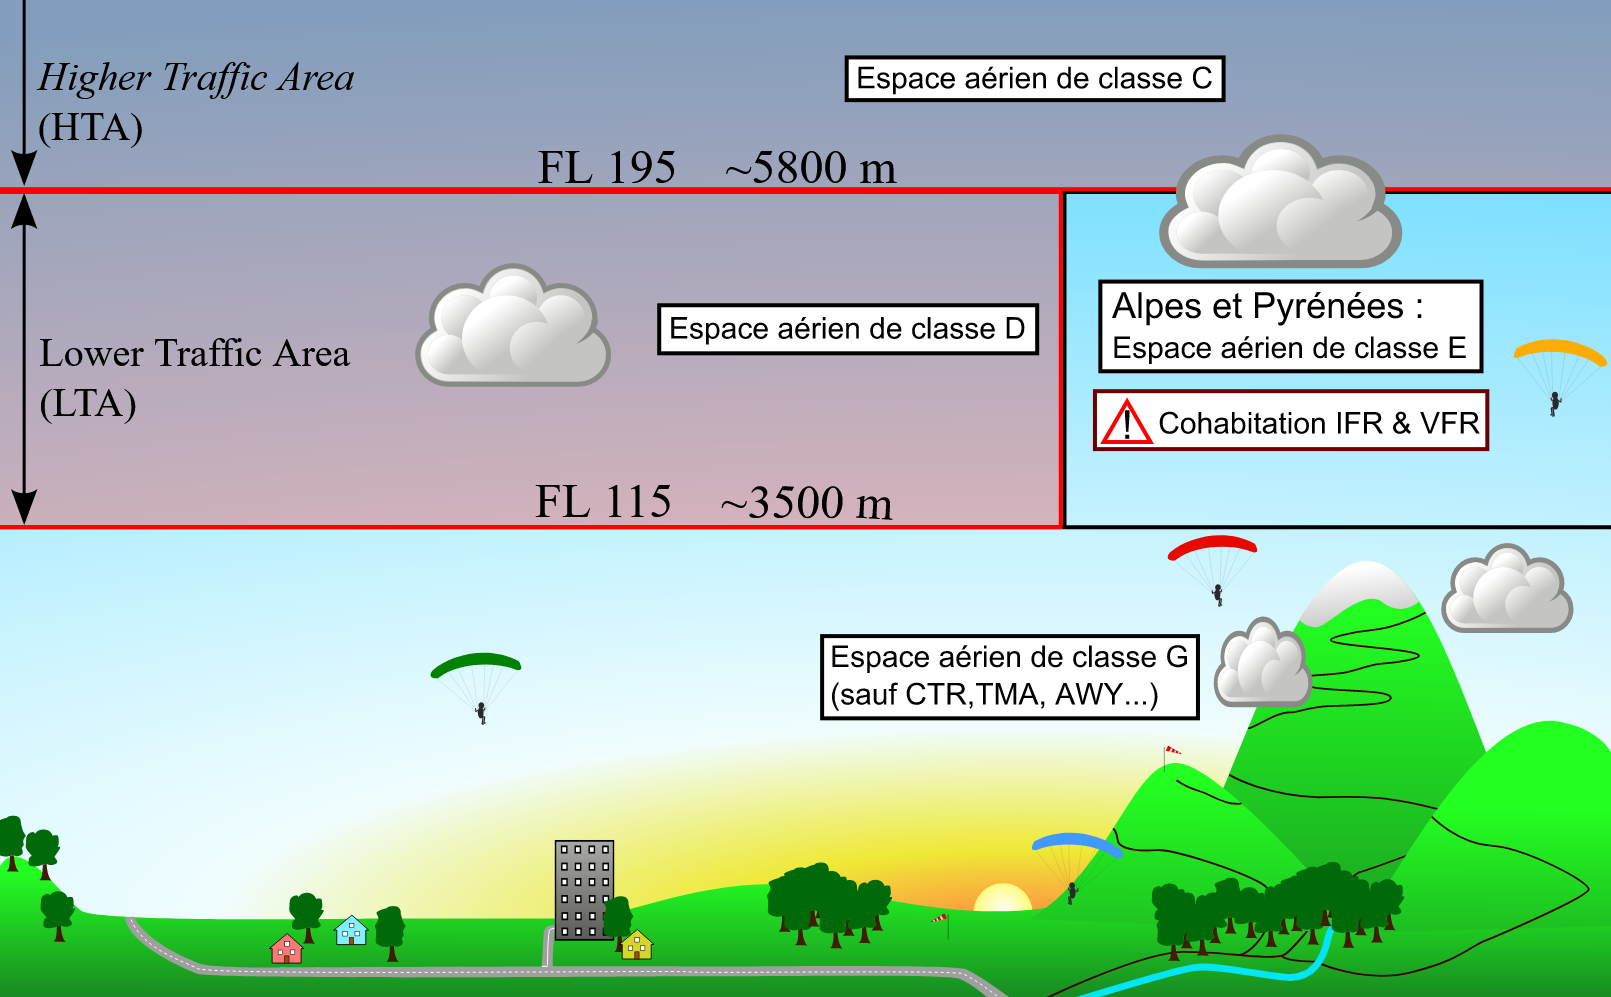 Higher Traffic Area
(HTA)
Espace aérien de classe C
FL 195 ~5800 m
Lower Traffic Area
(LTA)
Espace aérien de classe D
Alpes et Pyrénées :
Espace aérien de classe E
! Cohabitation IFR & VFR
FL 115 ~3500 m
Espace aérien de classe G
(sauf CTR,TMA, AWY...)